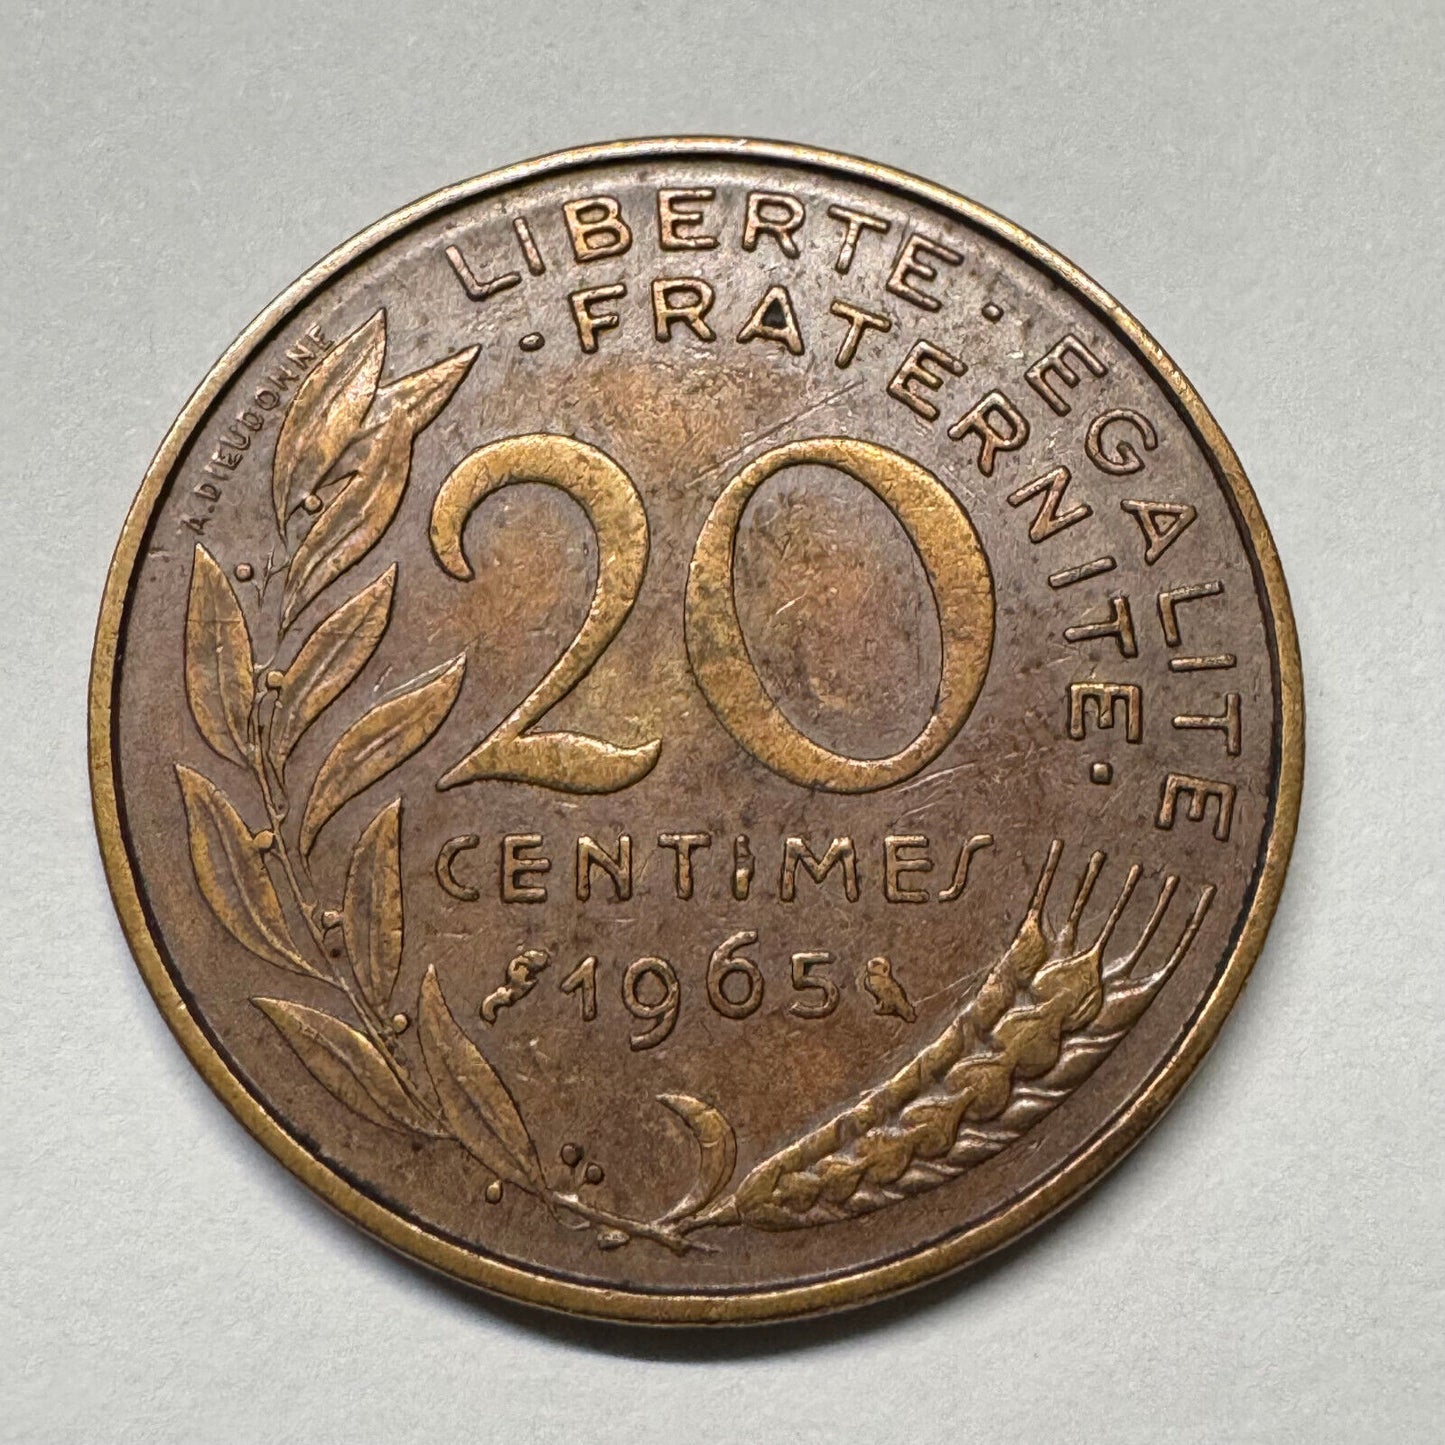 LIBERTE · EGALITE
· FRATERNITE ·
A. DIEUDONNE
20
CENTIMES
1965